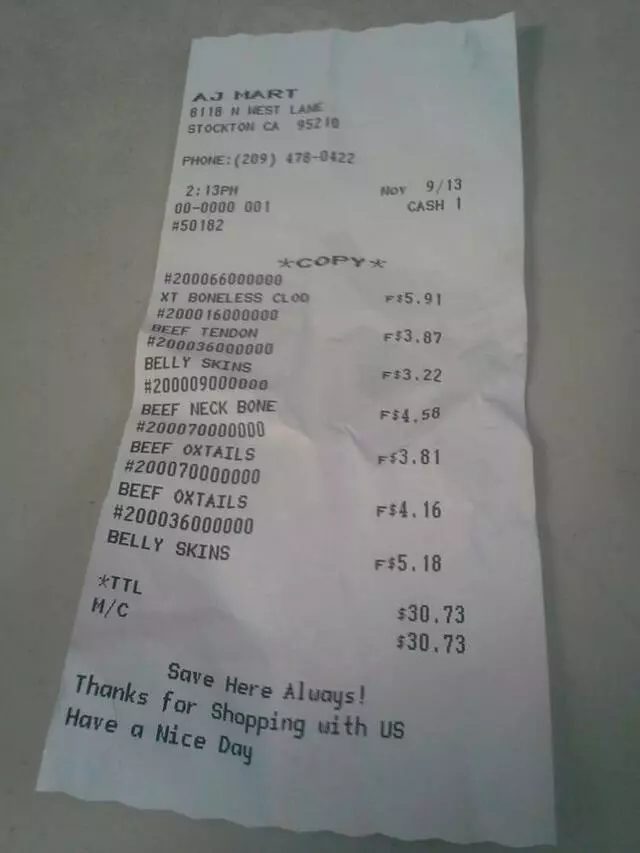 AJ MART
8118 N WEST LANE
STOCKTON CA 95210
PHONE:(209) 478-0422
2:13PM Nov 9/13
00-0000 001 CASH 1
#50182
*COPY*
#200066000000
XT BONELESS CLOD F$5.91
#200016000000
BEEF TENDON F$3.87
#200036000000
BELLY SKINS F$3.22
#200009000000
BEEF NECK BONE F$4.58
#200070000000
BEEF OXTAILS F$3.81
#200070000000
BEEF OXTAILS F$4.16
#200036000000
BELLY SKINS F$5.18
*TTL $30.73
M/C $30.73
Save Here Always!
Thanks for Shopping with US
Have a Nice Day